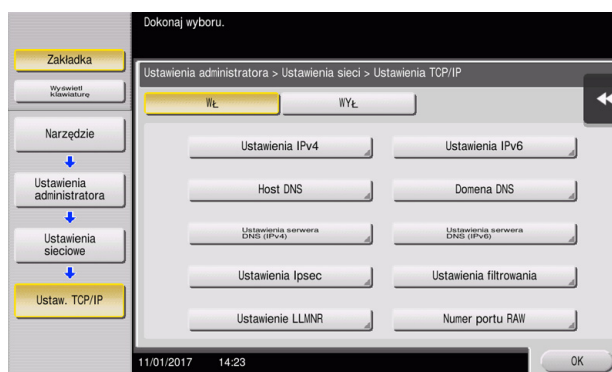 Dokonaj wyboru.
Zakładka
Wyświetl
klawiaturę
Narzędzie
Ustawienia
administratora
Ustawienia
sieciowe
Ustaw. TCP/IP
Ustawienia administratora > Ustawienia sieci > Ustawienia TCP/IP
WŁ
WYŁ
Ustawienia IPv4
Ustawienia IPv6
Host DNS
Domena DNS
Ustawienia serwera
DNS (IPv4)
Ustawienia serwera
DNS (IPv6)
Ustawienia Ipsec
Ustawienia filtrowania
Ustawienie LLMNR
Numer portu RAW
11/01/2017 14:23
OK